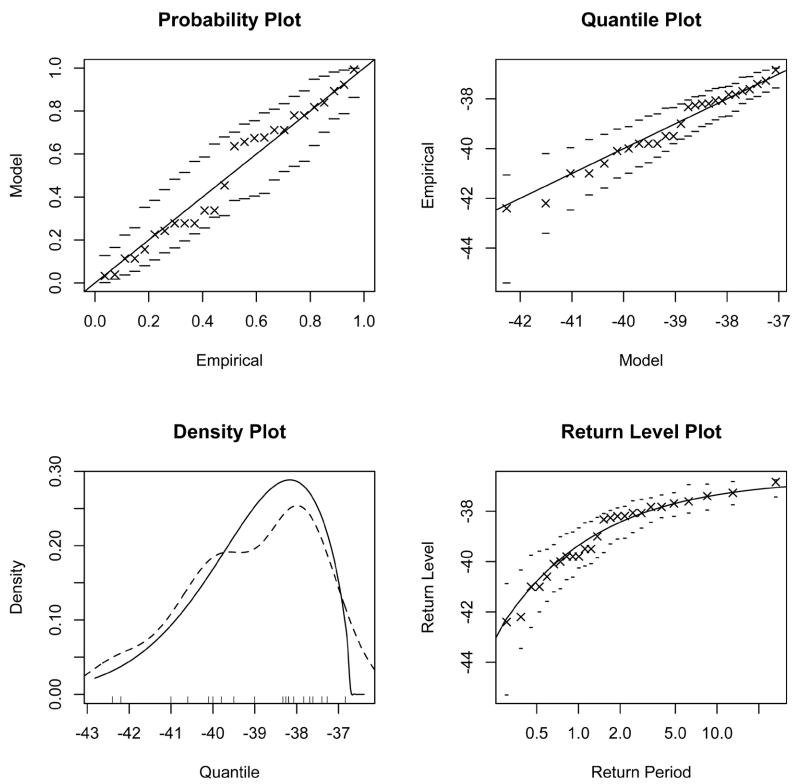 Probability Plot
Model
0.0 0.2 0.4 0.6 0.8 1.0
0.0 0.2 0.4 0.6 0.8 1.0
Empirical
Quantile Plot
Empirical
-44 -42 -40 -38
-42 -41 -40 -39 -38 -37
Model
Density Plot
Density
0.00 0.10 0.20 0.30
-43 -42 -41 -40 -39 -38 -37
Quantile
Return Level Plot
Return Level
-44 -42 -40 -38
0.5 1.0 2.0 5.0 10.0
Return Period